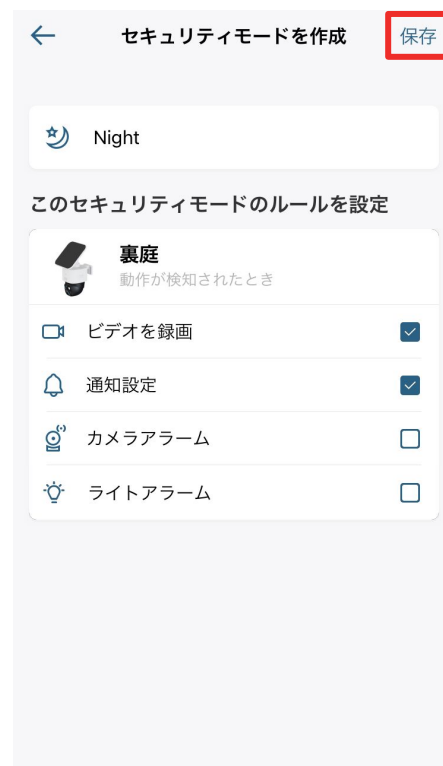 セキュリティモードを作成 保存
Night
このセキュリティモードのルールを設定
裏庭
動作が検知されたとき
ビデオを録画
通知設定
カメラアラーム
ライトアラーム